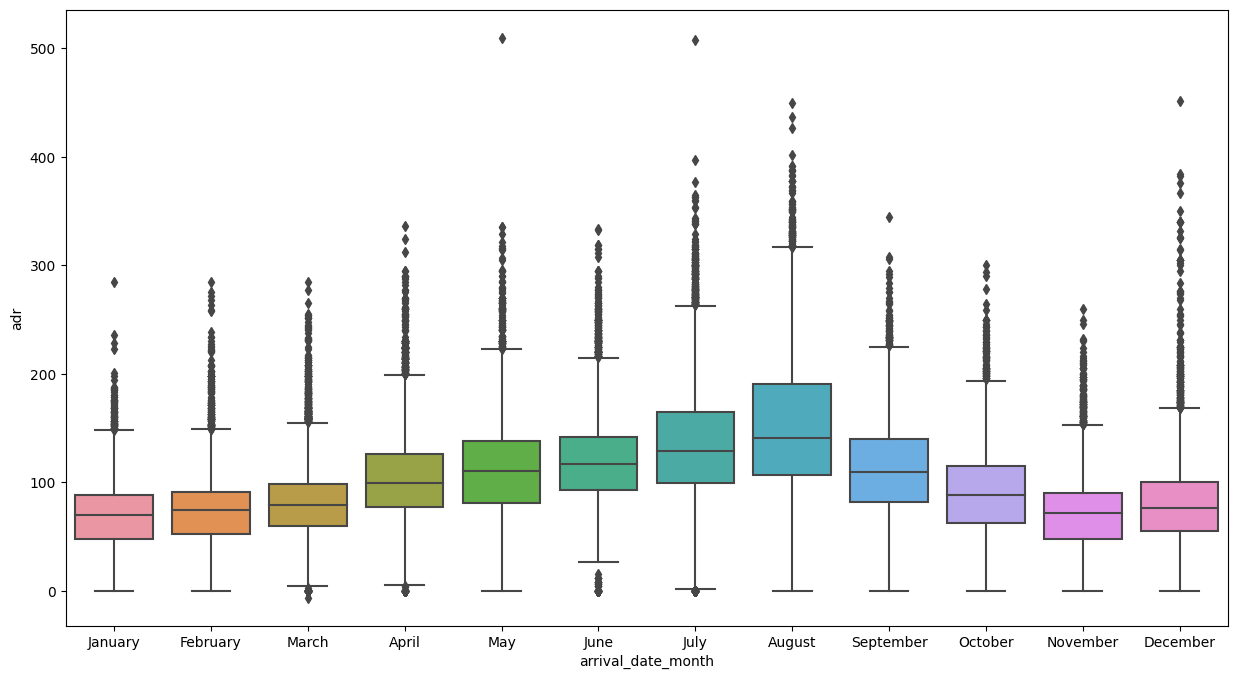 500
400
300
200
100
0
adr
January February March April May June July August September October November December
arrival_date_month